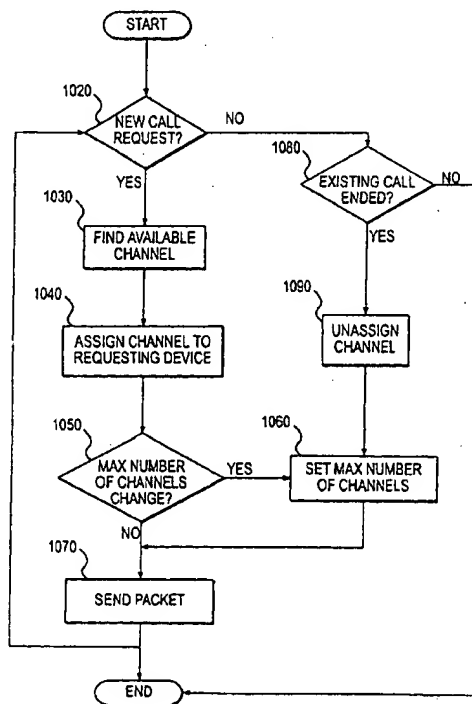 START
1020
NEW CALL
REQUEST?
NO
1080
EXISTING CALL
ENDED?
NO
YES
YES
1030
FIND AVAILABLE
CHANNEL
1040
ASSIGN CHANNEL TO
REQUESTING DEVICE
1090
UNASSIGN
CHANNEL
1050
MAX NUMBER
OF CHANNELS
CHANGE?
YES
1060
SET MAX NUMBER
OF CHANNELS
NO
1070
SEND PACKET
END